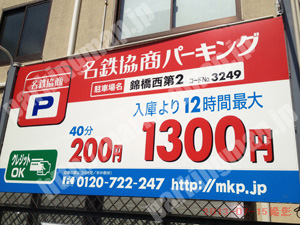 名鉄協商パーキング
名鉄協商
P
駐車場名 錦橋西第2 コードNo.3249
入庫より12時間最大
40分
200円 1300円
クレジット
OK
0120-722-247 http://mkp.jp